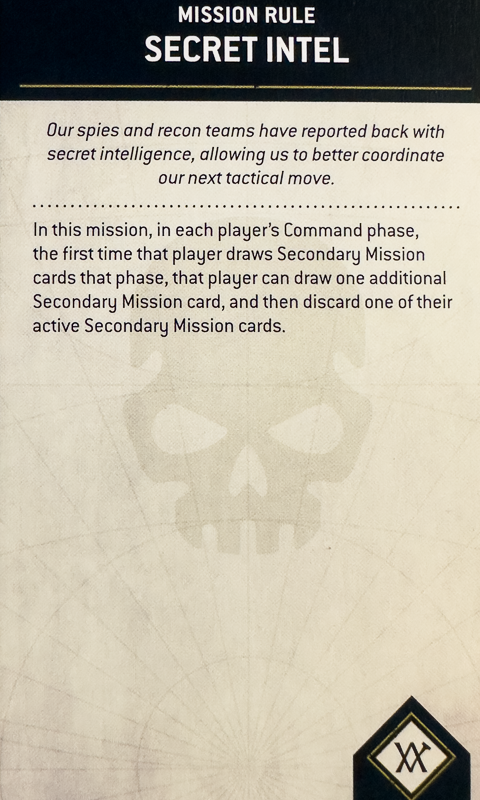 MISSION RULE
SECRET INTEL
Our spies and recon teams have reported back with
secret intelligence, allowing us to better coordinate
our next tactical move.
In this mission, in each player's Command phase,
the first time that player draws Secondary Mission
cards that phase, that player can draw one additional
Secondary Mission card, and then discard one of their
active Secondary Mission cards.